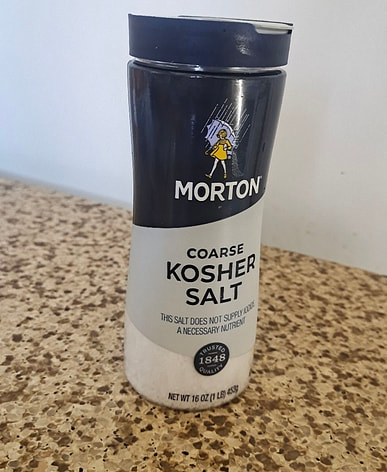 MORTON
COARSE
KOSHER
SALT
THIS SALT DOES NOT SUPPLY IODIDE,
A NECESSARY NUTRIENT
TRUSTED
1848
QUALITY
NET WT 16 OZ (1 LB) 453g